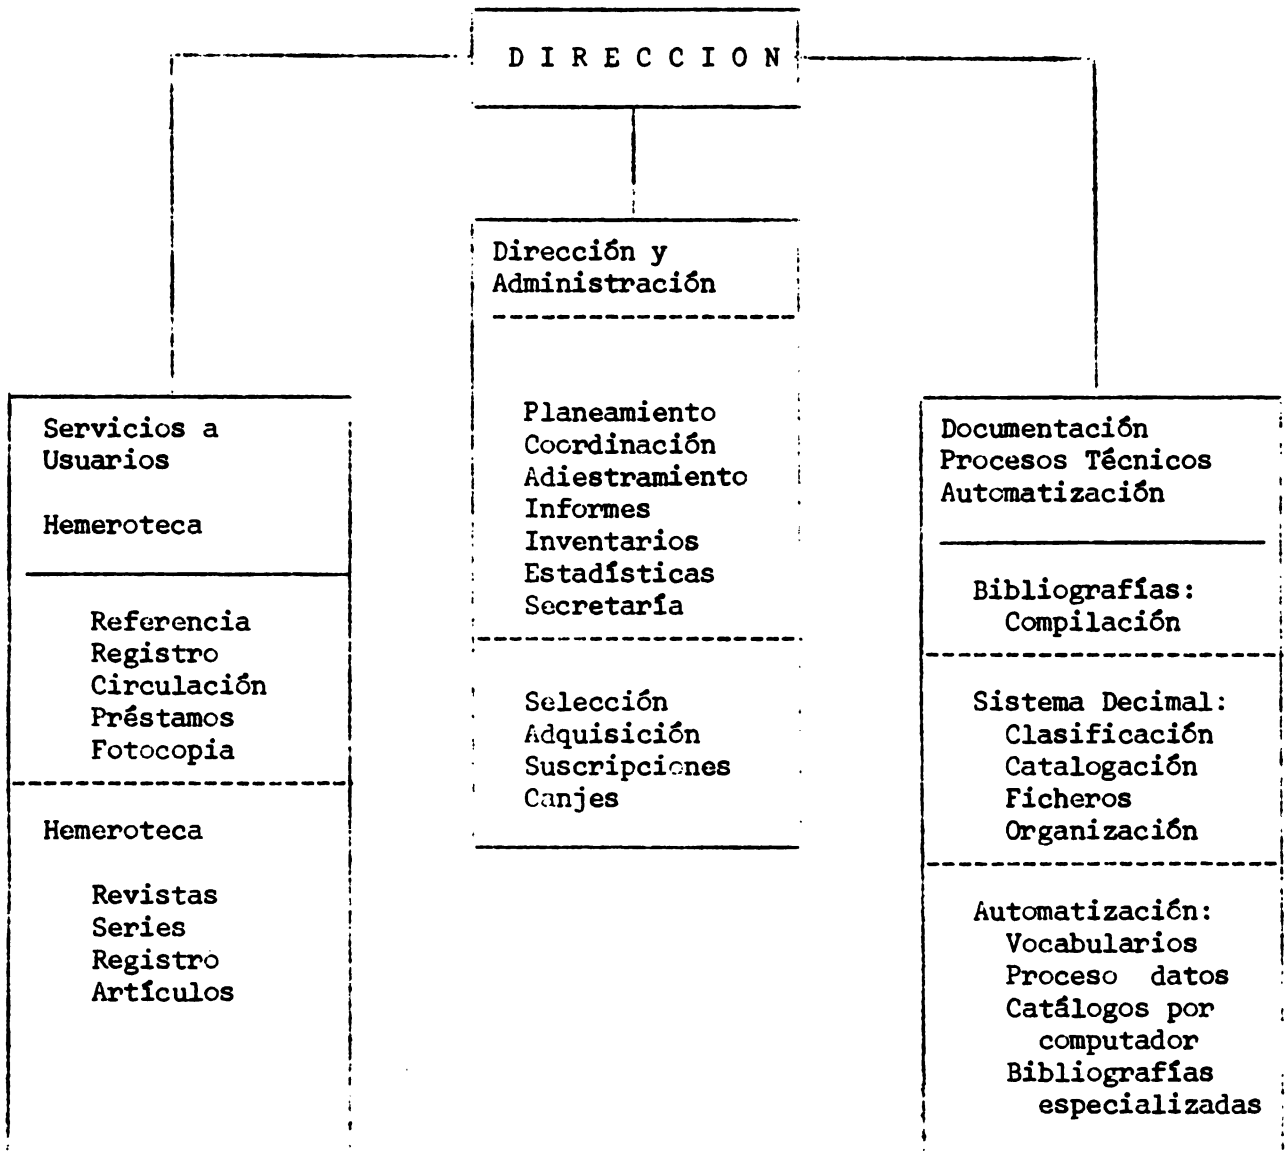 D I R E C C I O N
Servicios a
Usuarios
Hemeroteca
Referencia
Registro
Circulación
Préstamos
Fotocopia
Hemeroteca
Revistas
Series
Registro
Artículos
Dirección y
Administración
Planeamiento
Coordinación
Adiestramiento
Informes
Inventarios
Estadísticas
Secretaría
Selección
Adquisición
Suscripciones
Canjes
Documentación
Procesos Técnicos
Automatización
Bibliografías:
Compilación
Sistema Decimal:
Clasificación
Catalogación
Ficheros
Organización
Automatización:
Vocabularios
Proceso datos
Catálogos por
computador
Bibliografías
especializadas